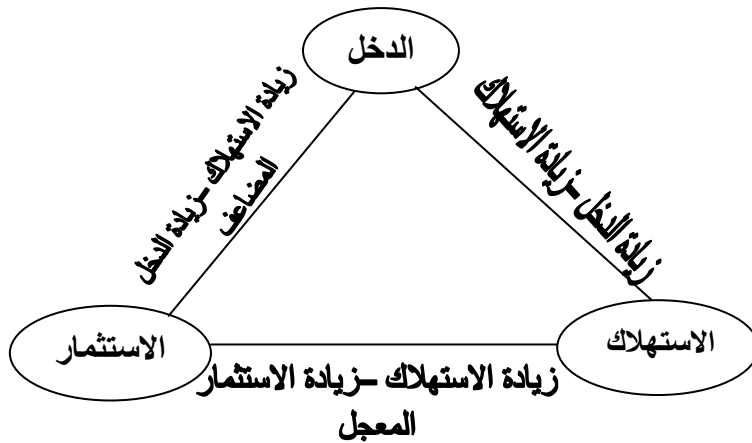 الدخل
زيادة الدخل –زيادة الاستهلاك
زيادة الاستهلاك –زيادة الدخل
المضاعف
الاستهلاك
الاستثمار
زيادة الاستهلاك –زيادة الاستثمار
المعجل